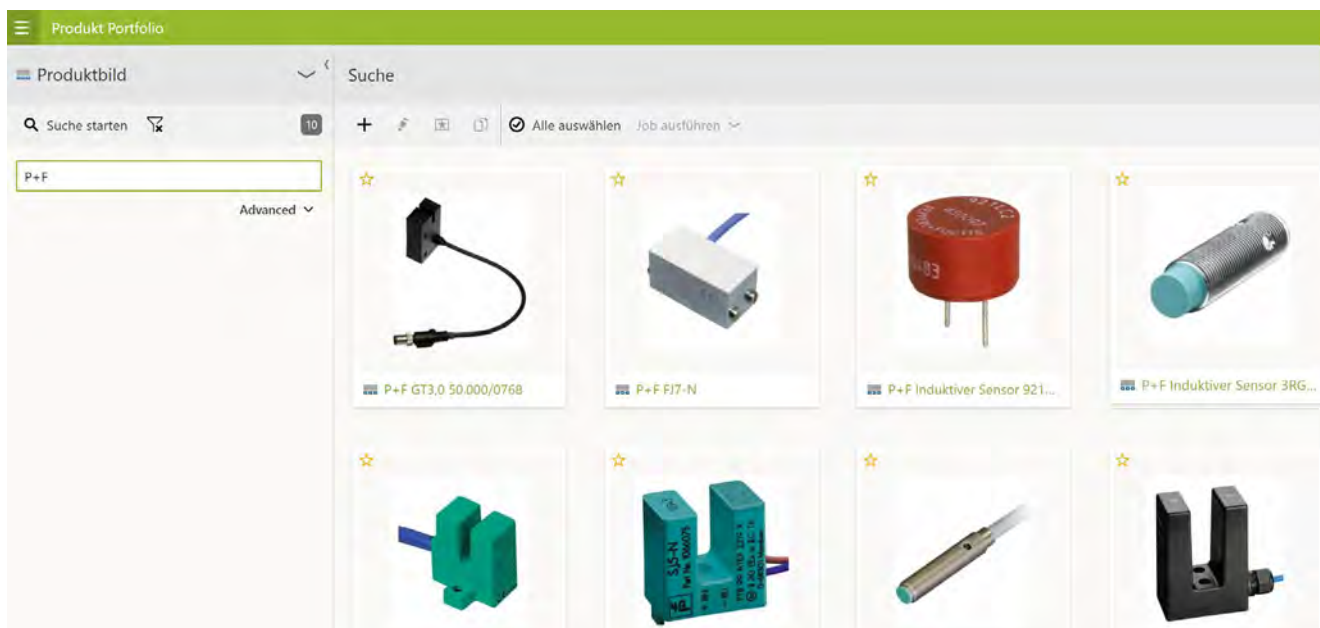 Produkt Portfolio
Produktbild
Suche
Suche starten
10
Alle auswählen Job ausführen
P+F
Advanced
P+F GT3,0 50.000/0768
P+F FJ7-N
P+F Induktiver Sensor 921...
P+F Induktiver Sensor 3RG...
SJ5-N